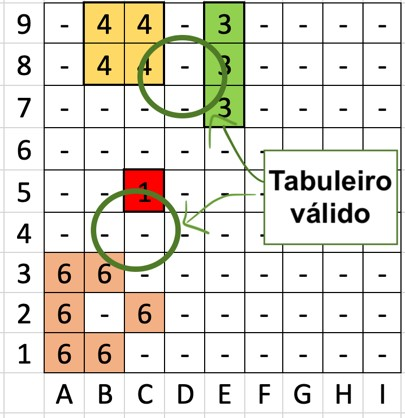 9 - 4 4 - 3 - - - -
8 - 4 4 - 3 - - - -
7 - - - - 3 - - - -
6 - - - - -
5 - - 1 - - Tabuleiro
válido
4 - - - - - -
3 6 6 - - - - - - -
2 6 - 6 - - - - - -
1 6 6 - - - - - - -
A B C D E F G H I